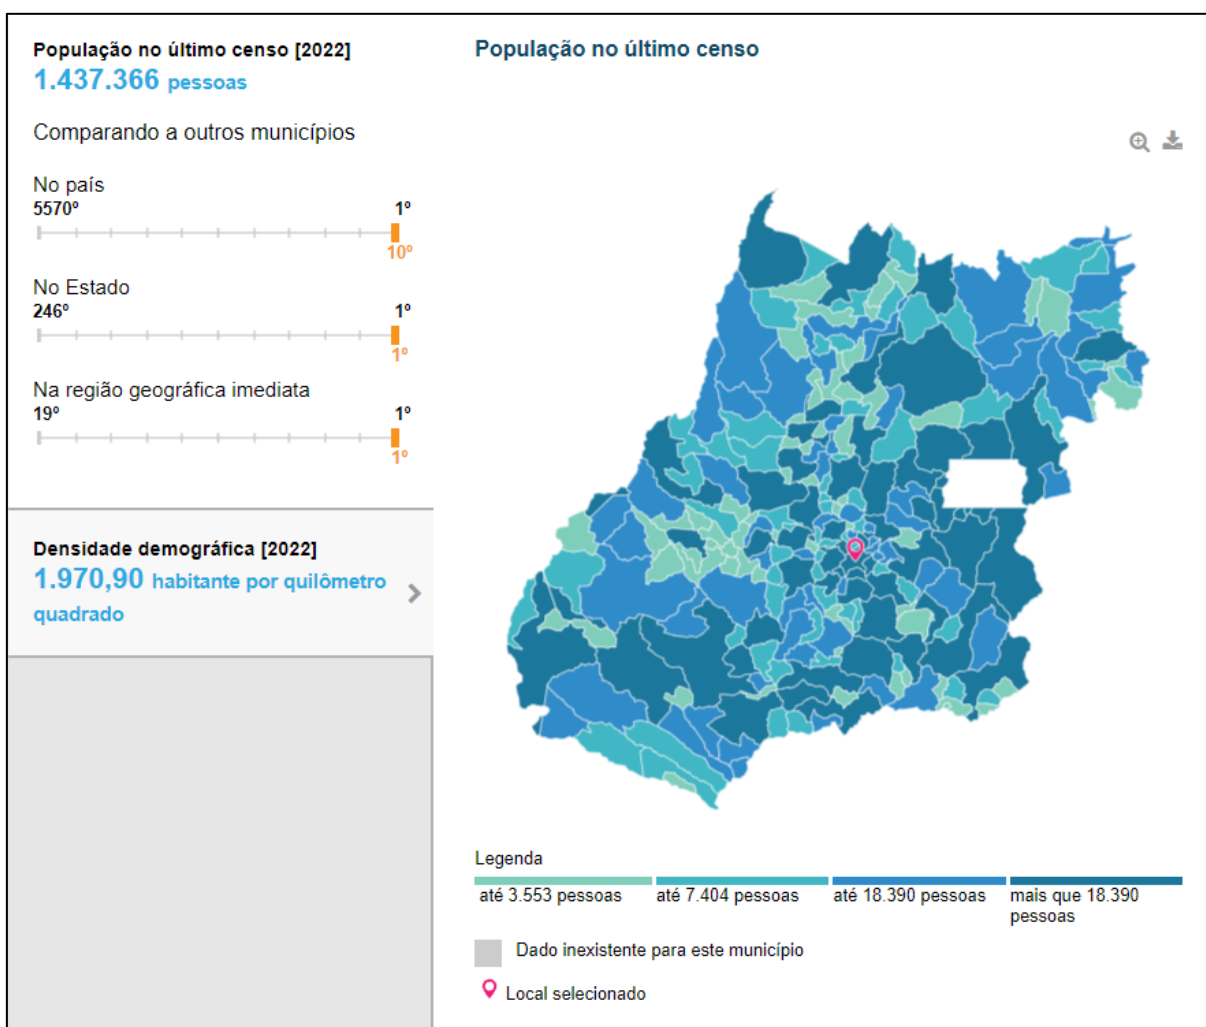 População no último censo [2022]
1.437.366 pessoas
Comparando a outros municípios
No país
5570º 1º
10º
No Estado
246º 1º
1º
Na região geográfica imediata
19º 1º
1º
Densidade demográfica [2022]
1.970,90 habitante por quilômetro
quadrado
População no último censo
Legenda
até 3.553 pessoas
até 7.404 pessoas
até 18.390 pessoas
mais que 18.390
pessoas
Dado inexistente para este município
Local selecionado